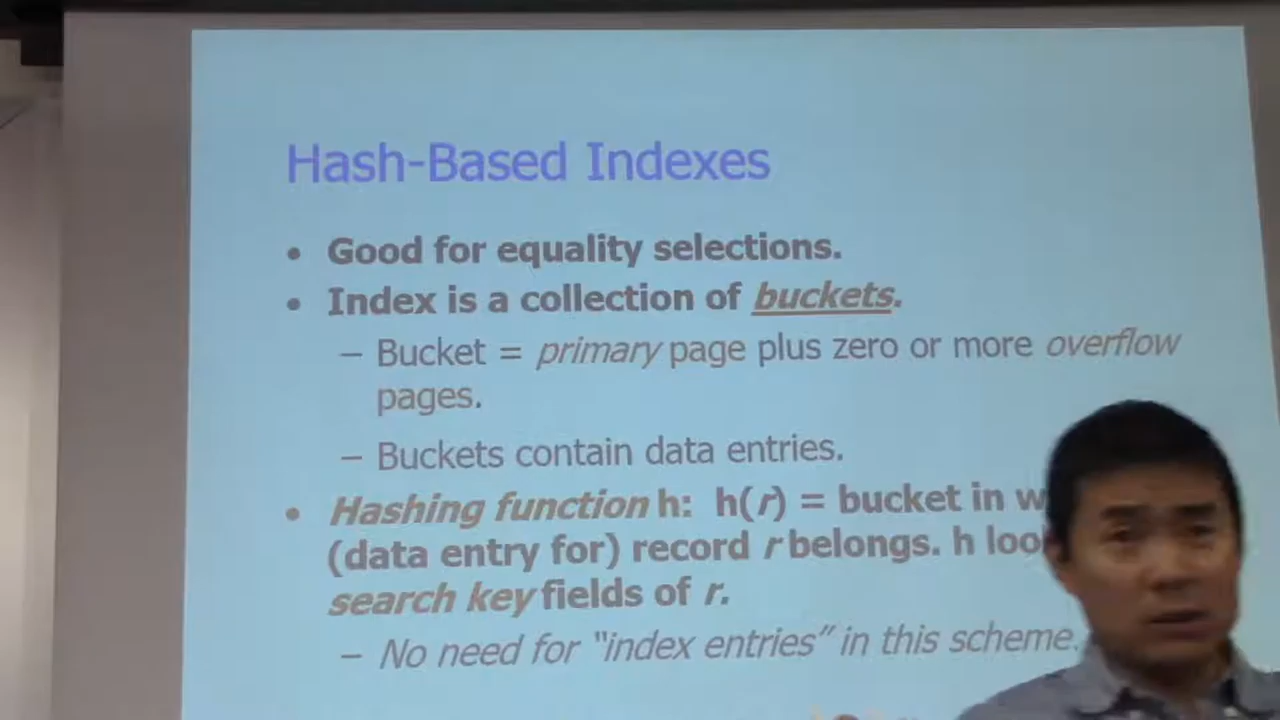 Hash-Based Indexes
• Good for equality selections.
• Index is a collection of buckets.
– Bucket = primary page plus zero or more overflow
pages.
– Buckets contain data entries.
• Hashing function h: h(r) = bucket in
(data entry for) record r belongs. h
search key fields of r.
– No need for “index entries” in this scheme.